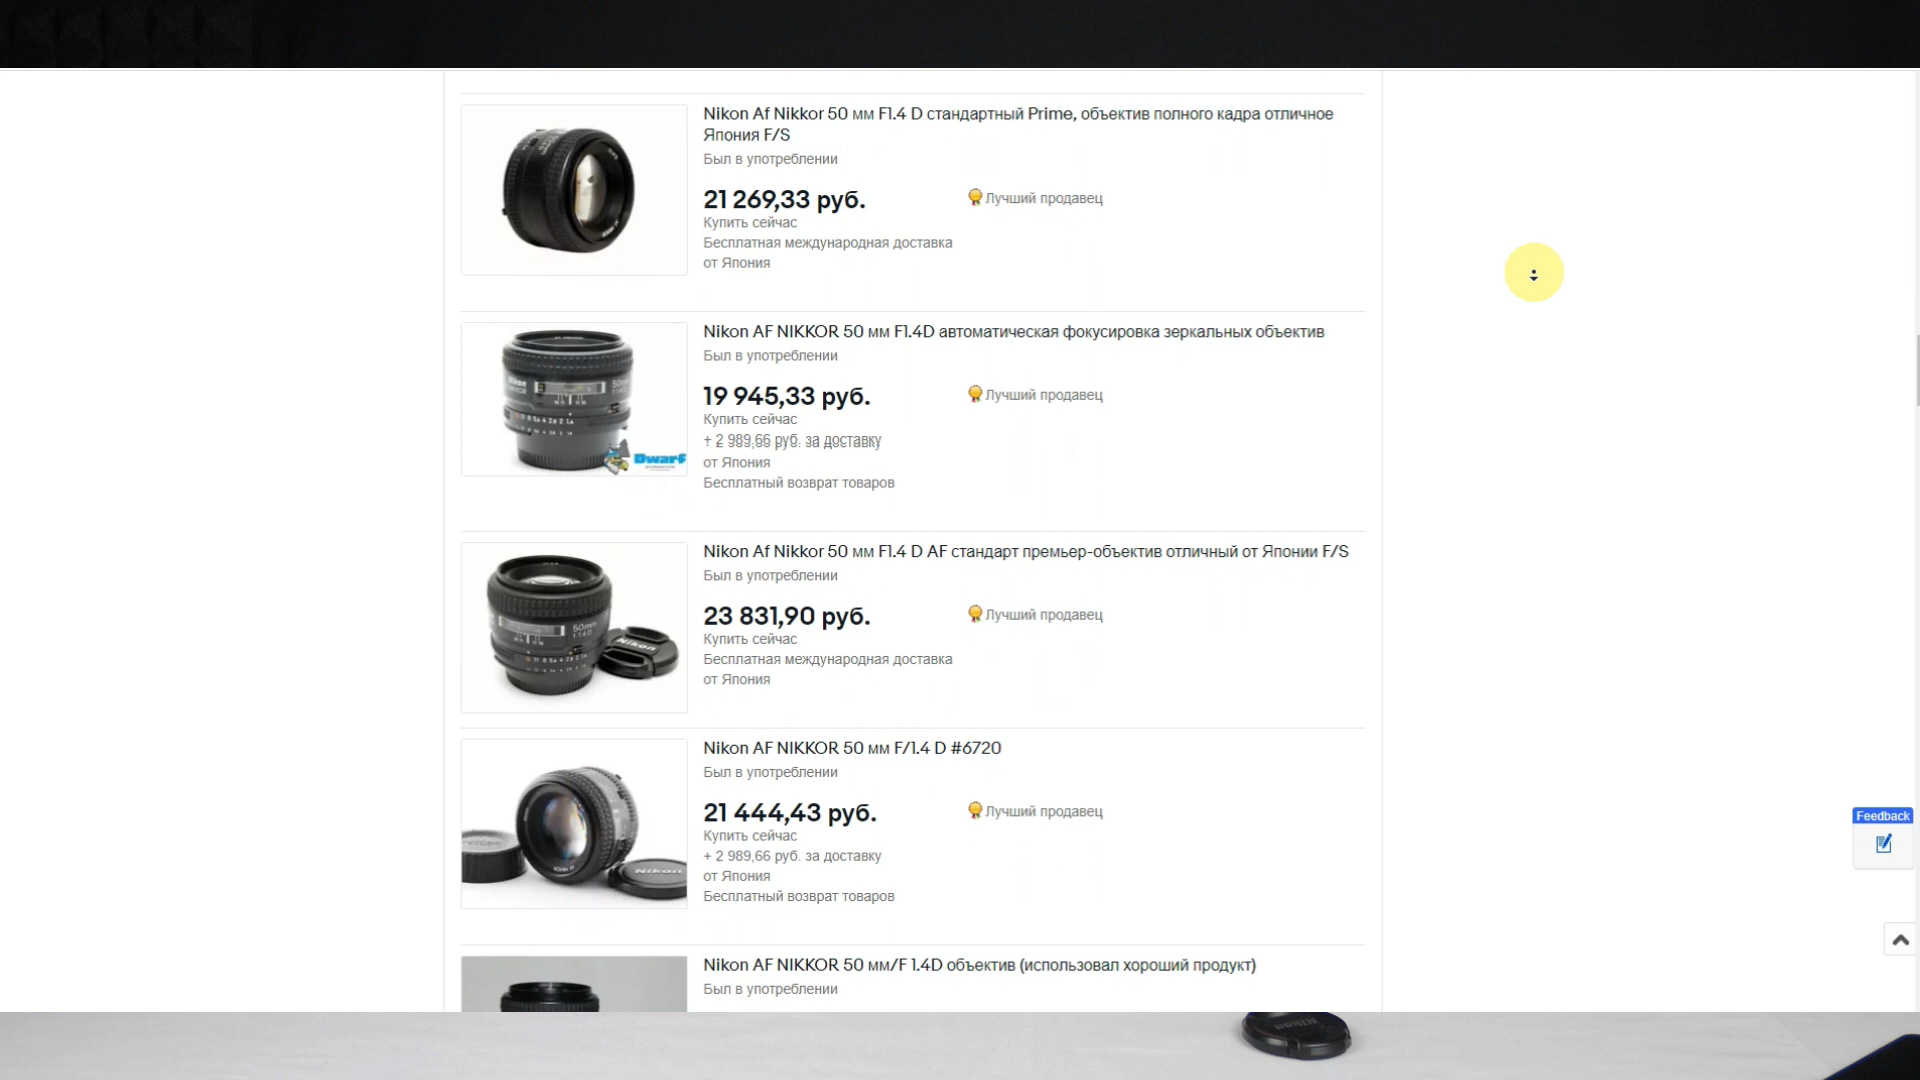 Nikon Af Nikkor 50 мм F1.4 D стандартный Prime, объектив полного кадра отличное
Япония F/S
Был в употреблении
21 269,33 руб.
Лучший продавец
Купить сейчас
Бесплатная международная доставка
от Япония
Nikon AF NIKKOR 50 мм F1.4D автоматическая фокусировка зеркальных объектив
Был в употреблении
19 945,33 руб.
Лучший продавец
Купить сейчас
+ 2 989,66 руб. за доставку
от Япония
Бесплатный возврат товаров
Dwarf
Nikon Af Nikkor 50 мм F1.4 D AF стандарт премьер-объектив отличный от Японии F/S
Был в употреблении
23 831,90 руб.
Лучший продавец
Купить сейчас
Бесплатная международная доставка
от Япония
50mm
Nikon
Nikon AF NIKKOR 50 мм F/1.4 D #6720
Был в употреблении
21 444,43 руб.
Лучший продавец
Купить сейчас
+ 2 989,66 руб. за доставку
от Япония
Бесплатный возврат товаров
Nikon
Feedback
Nikon AF NIKKOR 50 мм/F 1.4D объектив (использовал хороший продукт)
Был в употреблении
Nikon